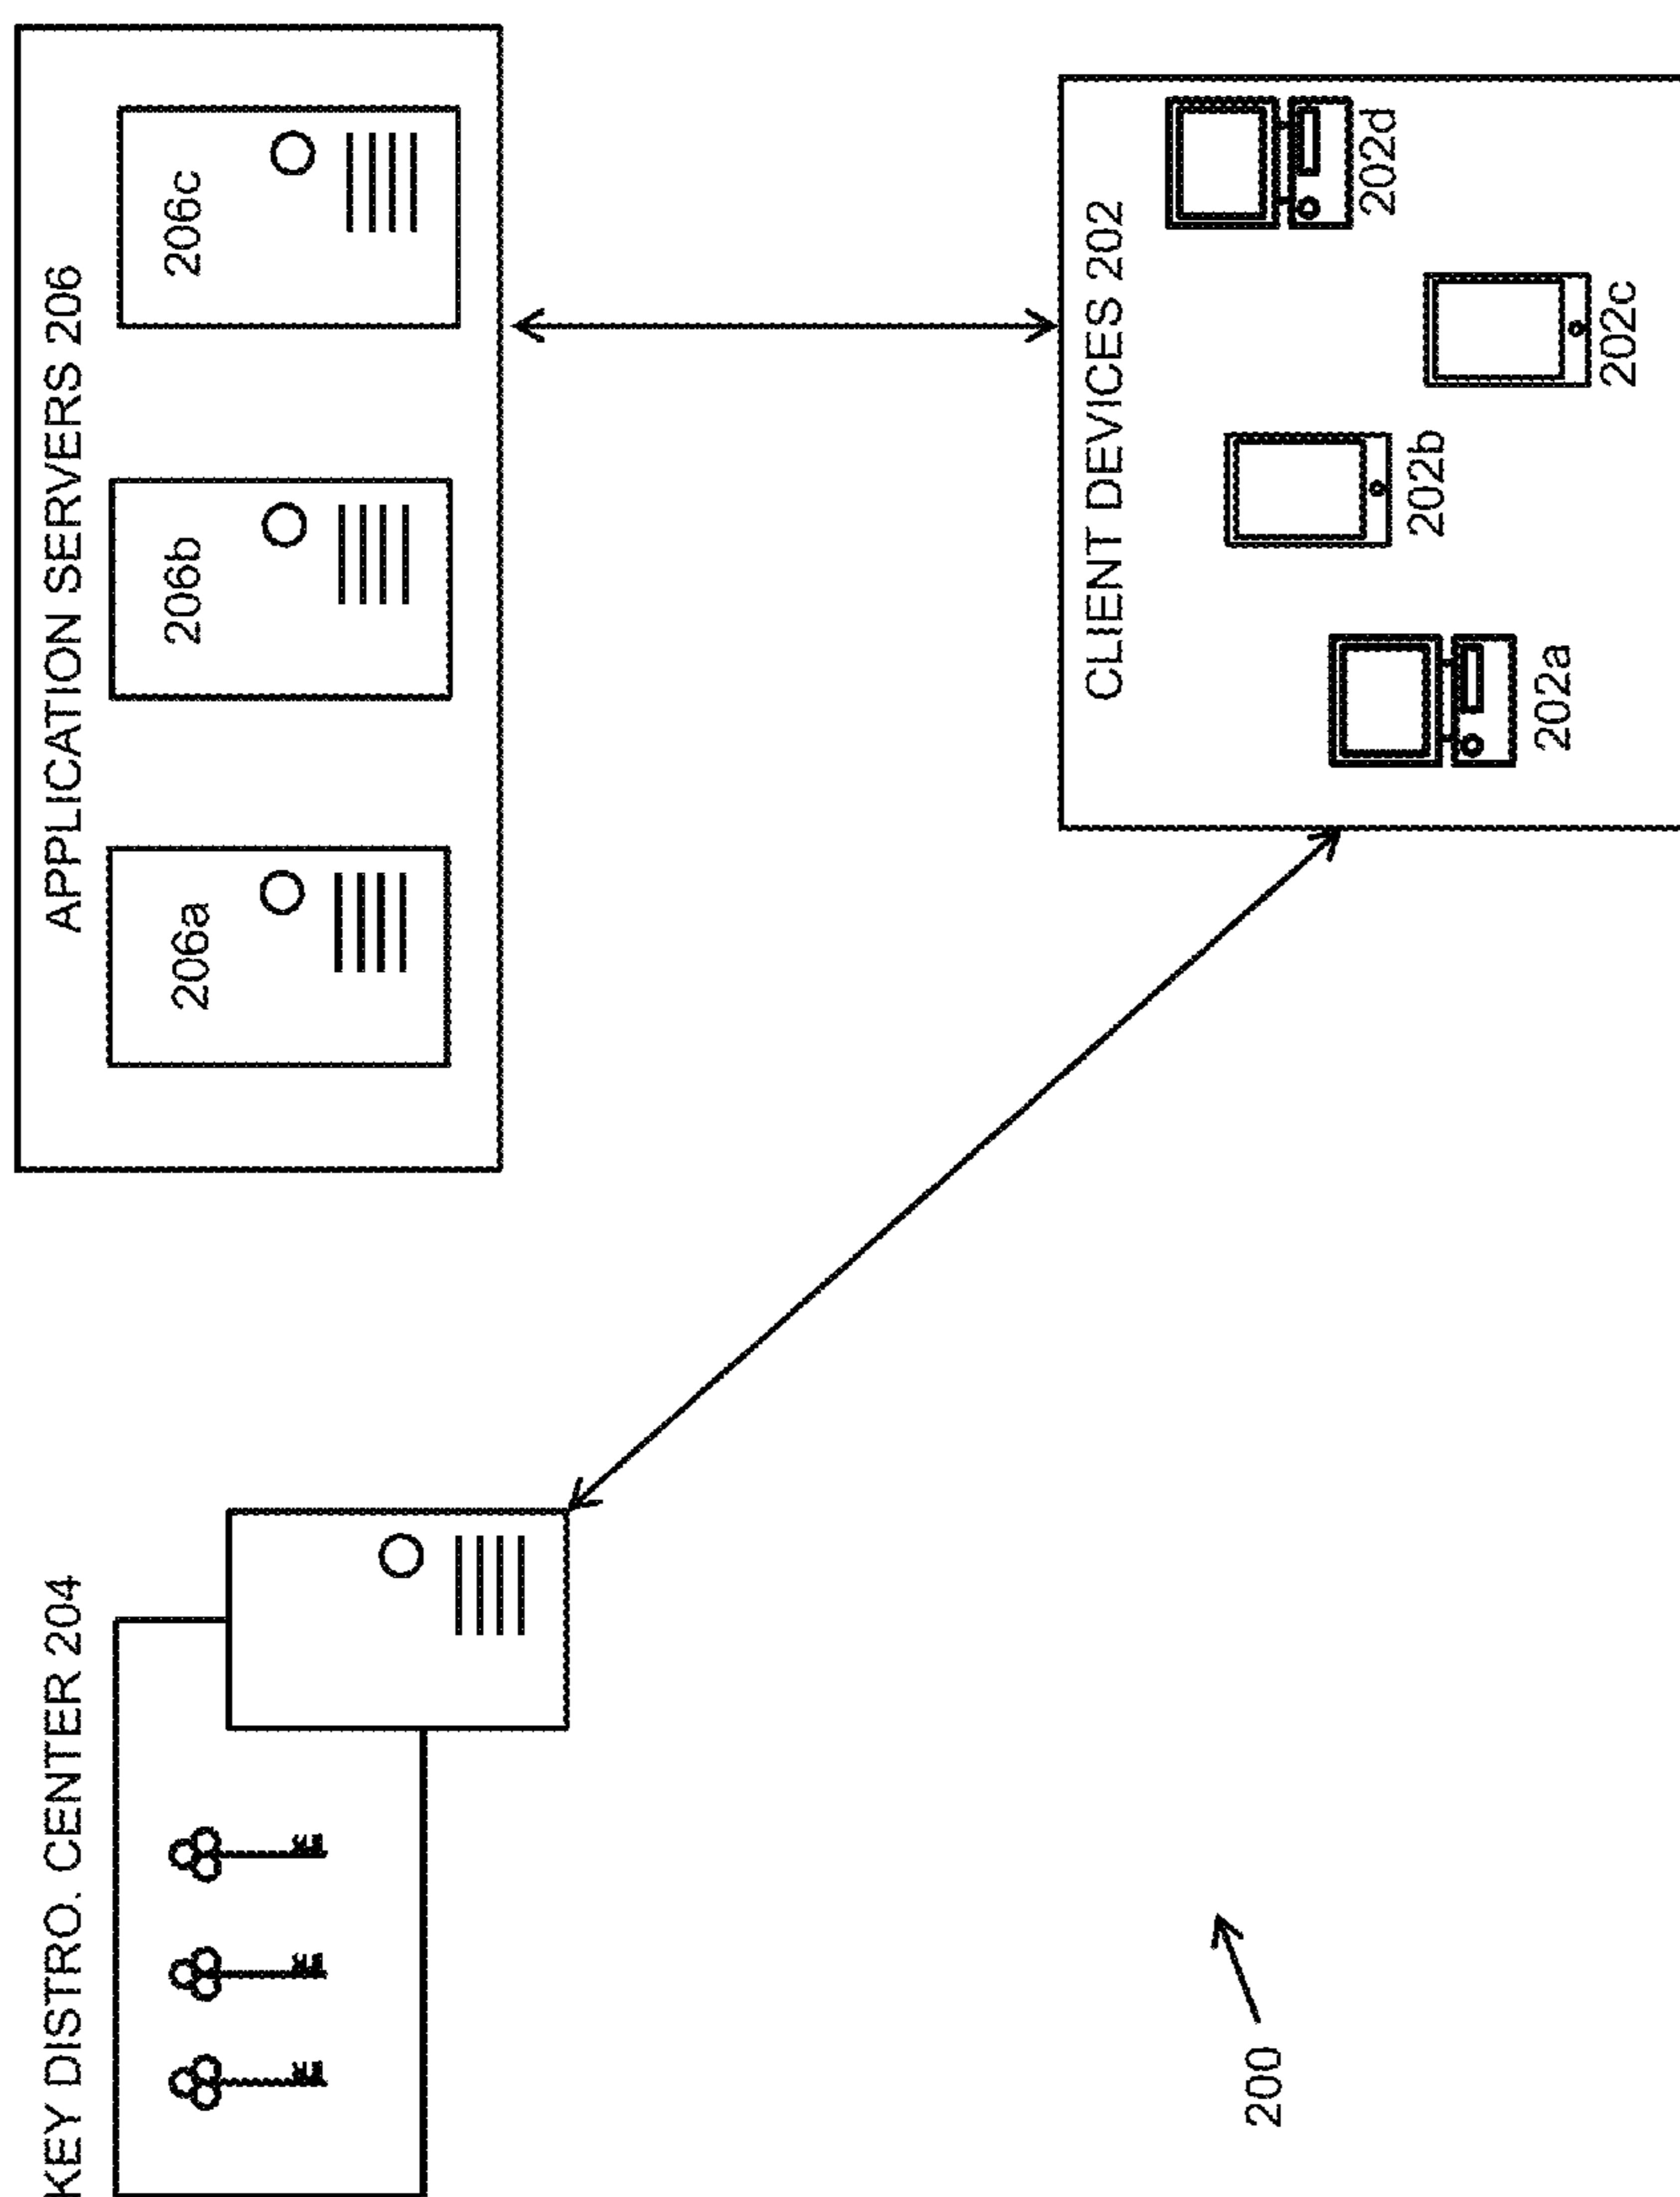 KEY DISTRO. CENTER 204
APPLICATION SERVERS 206
206a
206b
206c
CLIENT DEVICES 202
202a
202b
202c
202d
200